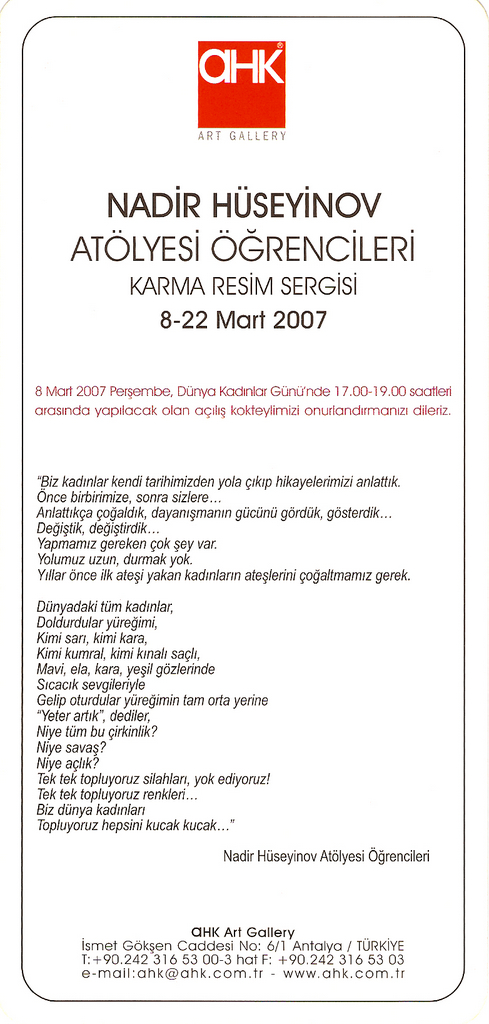 aHK®
ART GALLERY
NADİR HÜSEYİNOV
ATÖLYESİ ÖĞRENCİLERİ
KARMA RESİM SERGİSİ
8-22 Mart 2007
8 Mart 2007 Perşembe, Dünya Kadınlar Günü'nde 17.00-19.00 saatleri
arasında yapılacak olan açılış kokteylimizi onurlandırmanızı dileriz.
"Biz kadınlar kendi tarihimizden yola çıkıp hikayelerimizi anlattık.
Önce birbirimize, sonra sizlere…
Anlattıkça çoğaldık, dayanışmanın gücünü gördük, gösterdik…
Değiştik, değiştirdik…
Yapmamız gereken çok şey var.
Yolumuz uzun, durmak yok.
Yıllar önce ilk ateşi yakan kadınların ateşlerini çoğaltmamız gerek.
Dünyadaki tüm kadınlar,
Doldurdular yüreğimi,
Kimi sarı, kimi kara,
Kimi kumral, kimi kınalı saçlı,
Mavi, ela, kara, yeşil gözlerinde
Sıcacık sevgileriyle
Gelip oturdular yüreğimin tam orta yerine
"Yeter artık", dediler,
Niye tüm bu çirkinlik?
Niye savaş?
Niye açlık?
Tek tek topluyoruz silahları, yok ediyoruz!
Tek tek topluyoruz renkleri…
Biz dünya kadınları
Topluyoruz hepsini kucak kucak…"
Nadir Hüseyinov Atölyesi Öğrencileri
aHK Art Gallery
İsmet Gökşen Caddesi No: 6/1 Antalya / TÜRKİYE
T:+90.242 316 53 00-3 hat F: +90.242 316 53 03
e-mail:ahk@ahk.com.tr - www.ahk.com.tr